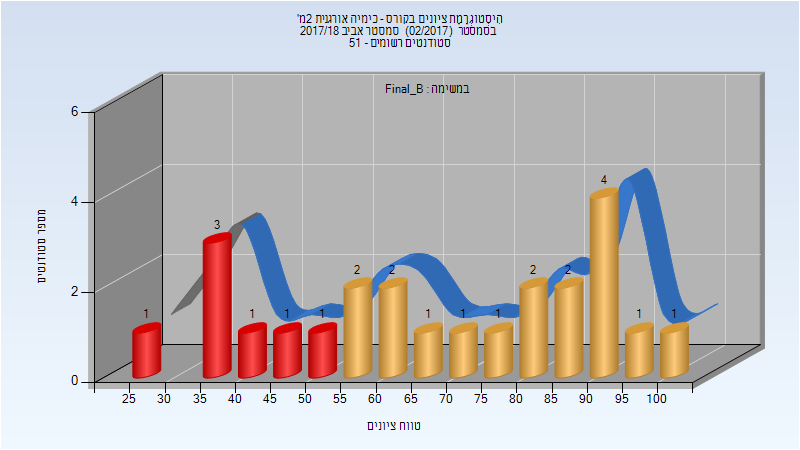 היסטוגרמת ציונים בקורס - כימיה אורגנית 2מ'
בסמסטר (02/2017) סמסטר אביב 2017/18
סטודנטים רשומים - 51
במשימה : Final_B
מספר סטודנטים
6
4
2
0
1
3
1
1
1
2
2
1
1
1
2
2
4
1
1
25 30 35 40 45 50 55 60 65 70 75 80 85 90 95 100
טווח ציונים